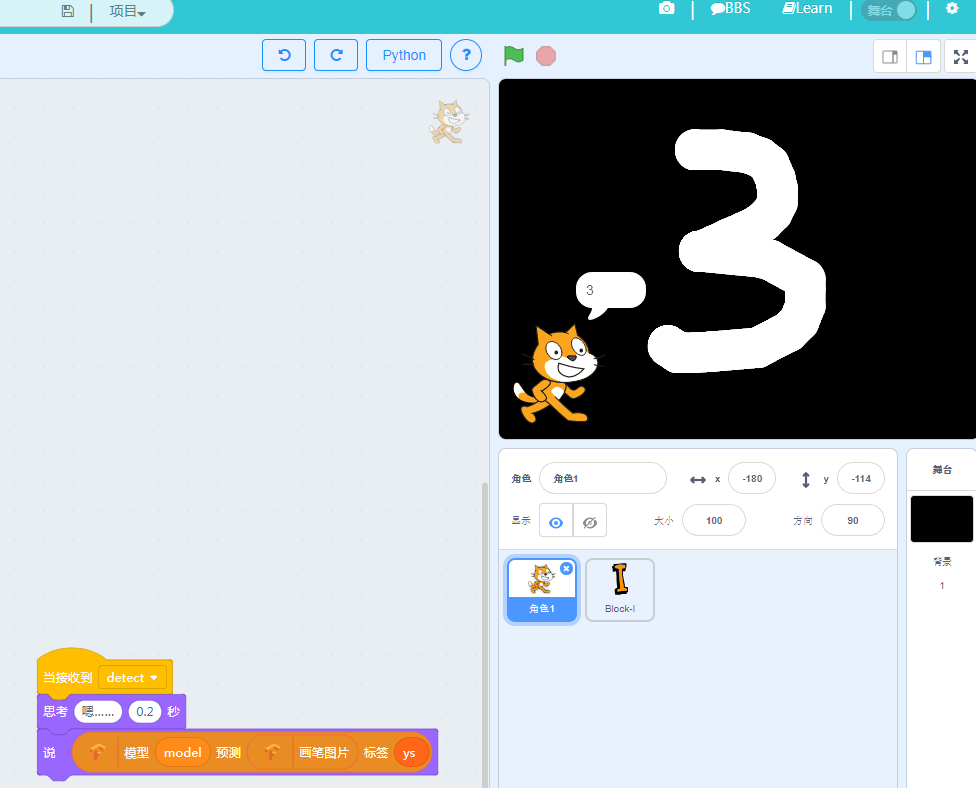 项目
BBS
Learn
舞台
Python
?
3
3
角色
角色1
x
-180
y
-114
显示
大小
100
方向
90
舞台
角色1
Block-I
背景
1
当接收到 detect
思考 嗯…… 0.2 秒
说 模型 model 预测 画笔图片 标签 ys